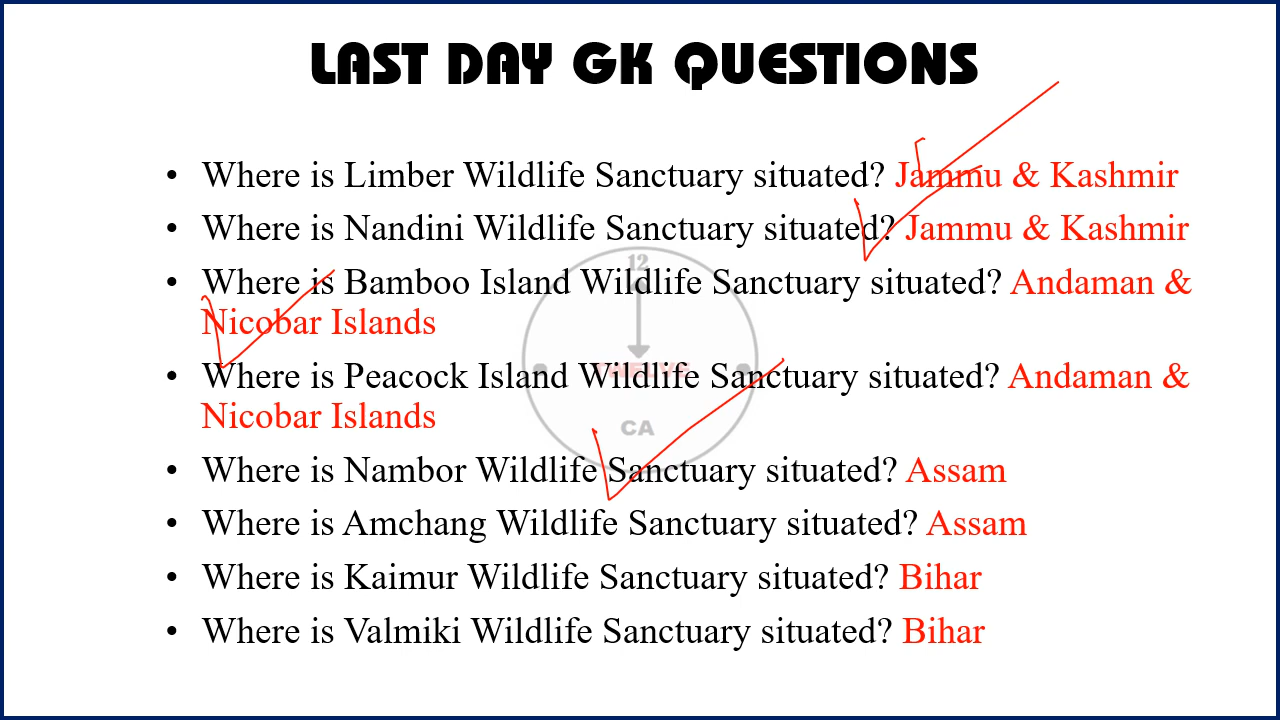 LAST DAY GK QUESTIONS
• Where is Limber Wildlife Sanctuary situated? Jammu & Kashmir
• Where is Nandini Wildlife Sanctuary situated? Jammu & Kashmir
• Where is Bamboo Island Wildlife Sanctuary situated? Andaman &
Nicobar Islands
• Where is Peacock Island Wildlife Sanctuary situated? Andaman &
Nicobar Islands
• Where is Nambor Wildlife Sanctuary situated? Assam
• Where is Amchang Wildlife Sanctuary situated? Assam
• Where is Kaimur Wildlife Sanctuary situated? Bihar
• Where is Valmiki Wildlife Sanctuary situated? Bihar
12
TWELVE
CA